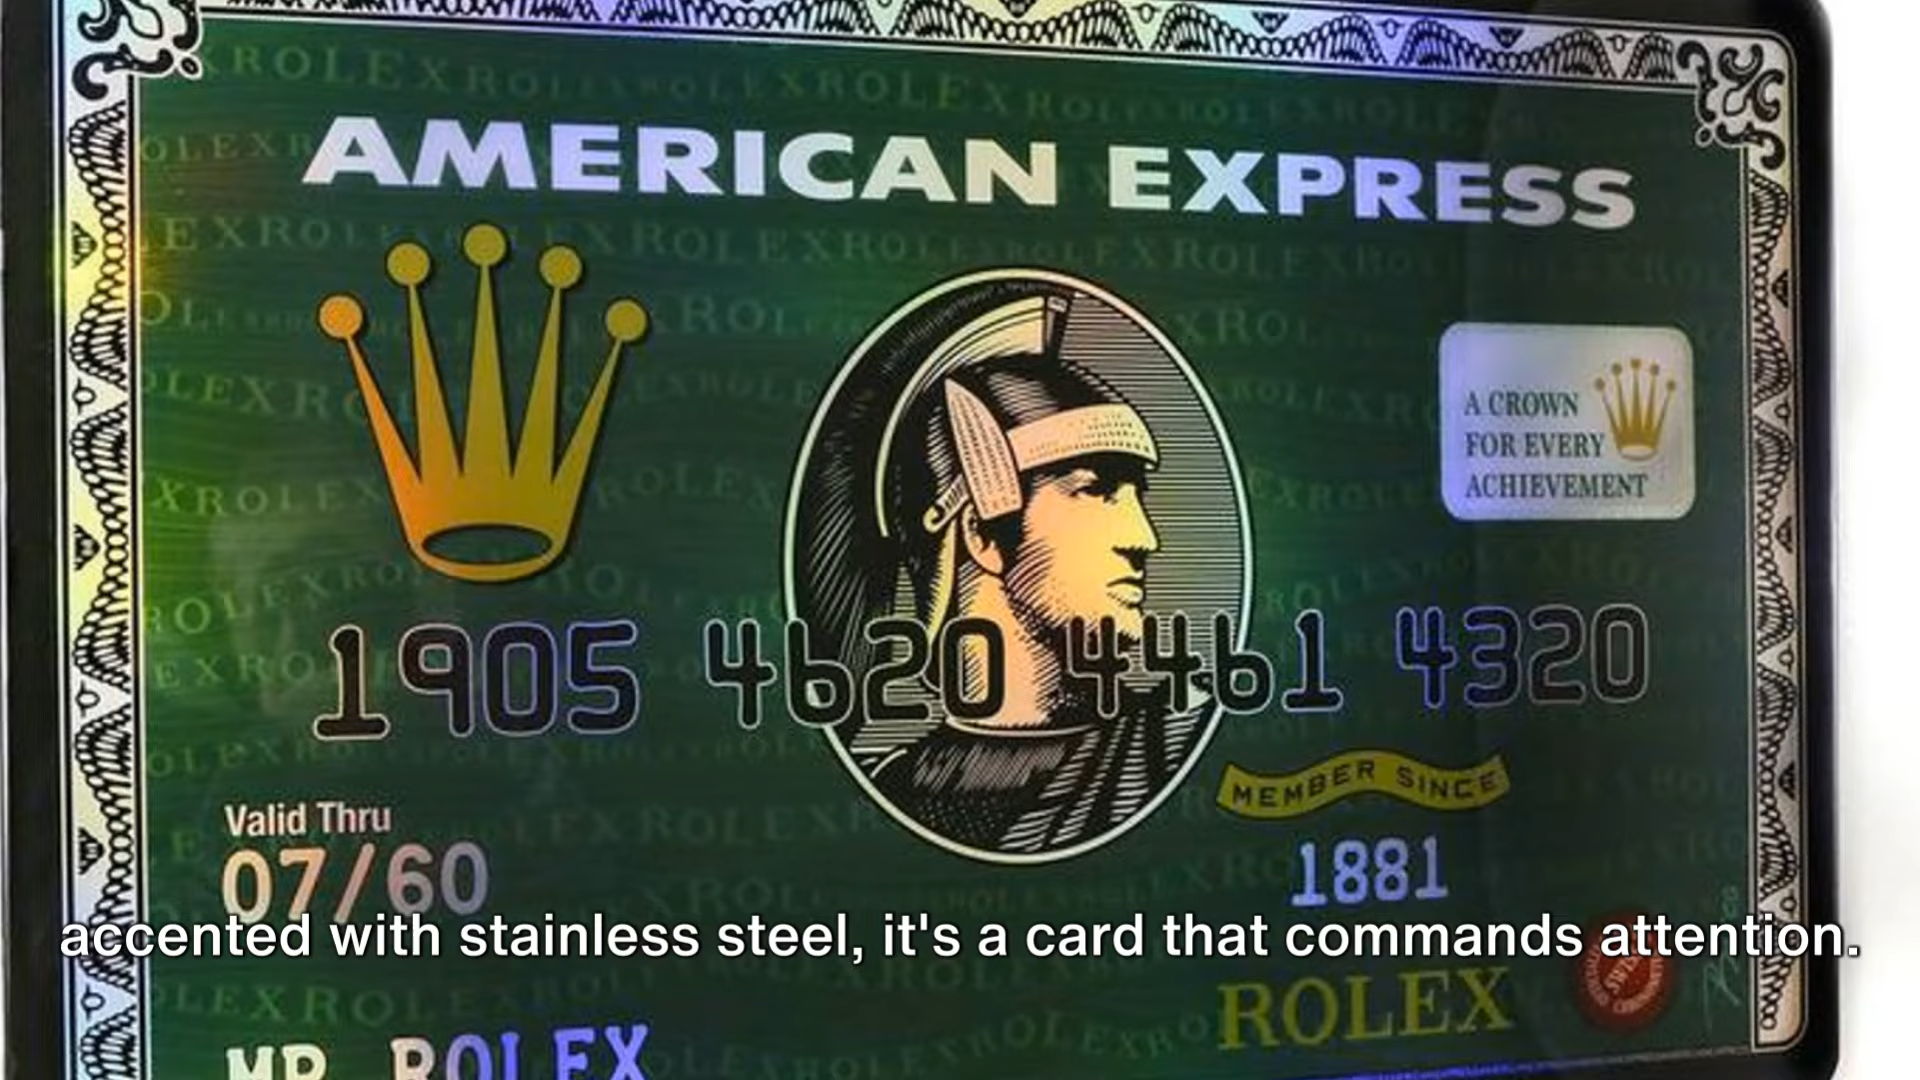 AMERICAN EXPRESS
A CROWN
FOR EVERY
ACHIEVEMENT
1905 4620 4461 4320
MEMBER SINCE
Valid Thru
07/60
1881
accented with stainless steel, it's a card that commands attention.
ROLEX
MR ROLEX